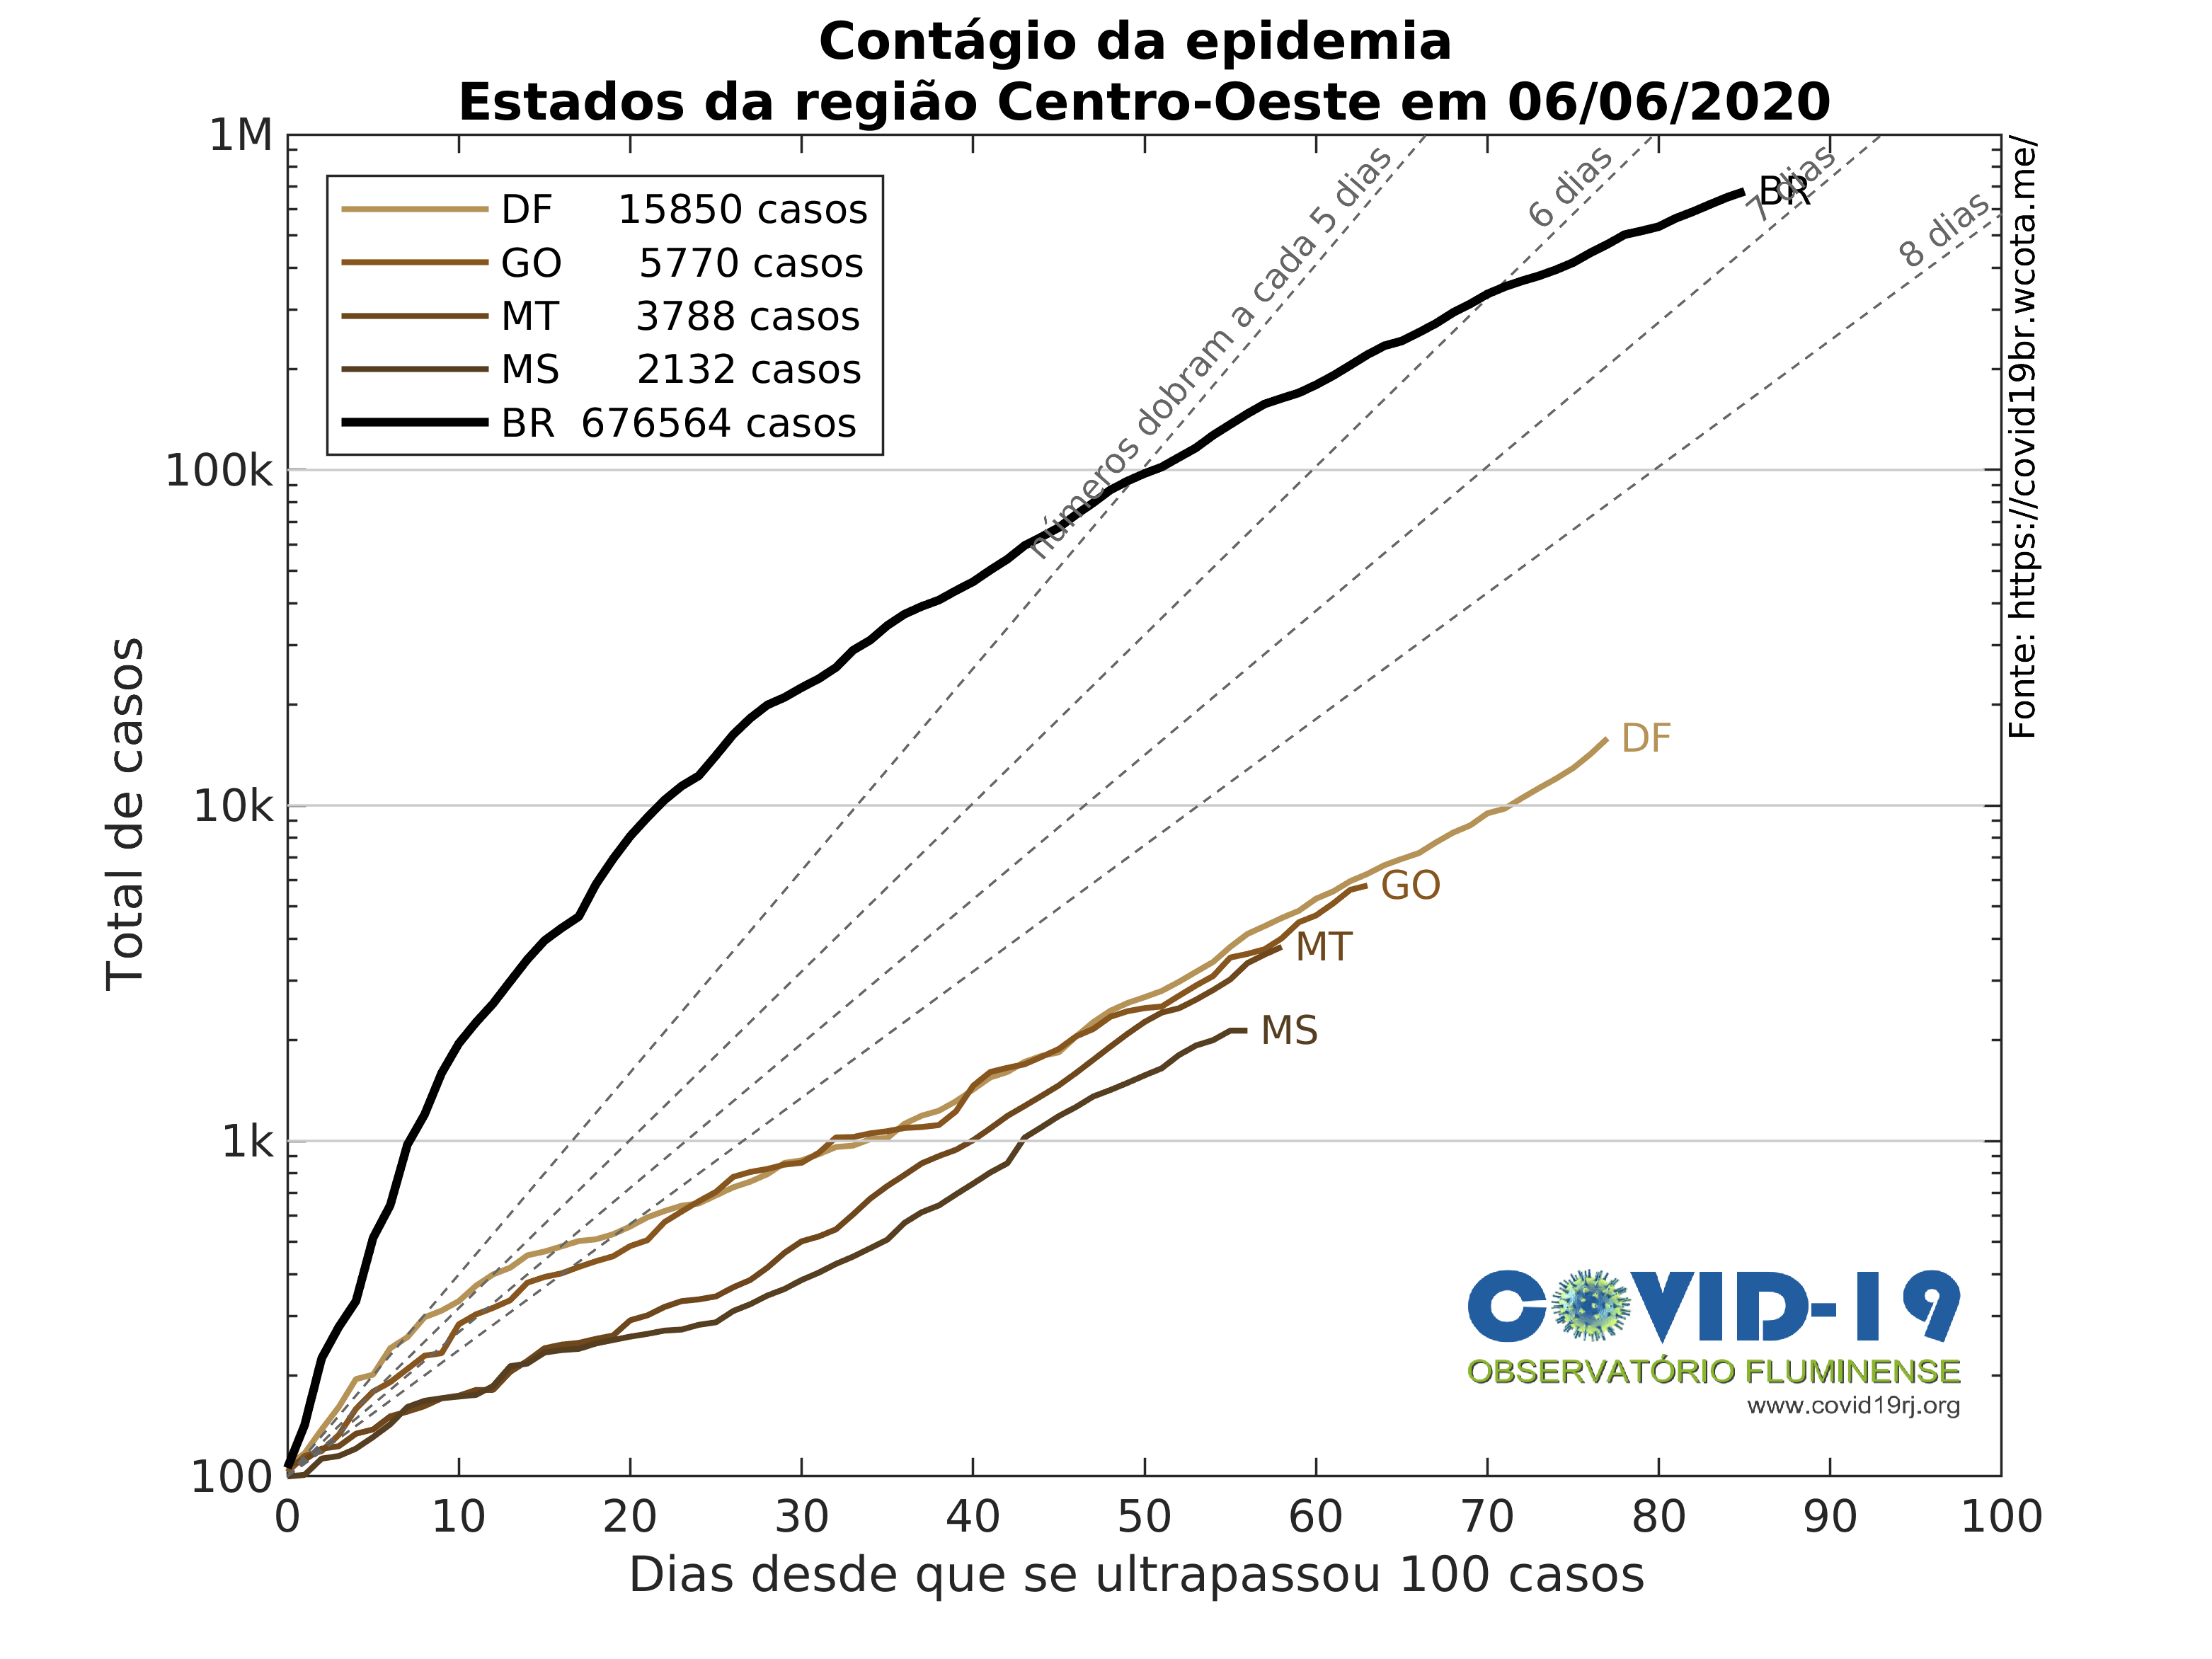 Contágio da epidemia
Estados da região Centro-Oeste em 06/06/2020
1M
100k
10k
1k
100
Total de casos
DF 15850 casos
GO 5770 casos
MT 3788 casos
MS 2132 casos
BR 676564 casos
números dobram a cada 5 dias
6 dias
7 dias
8 dias
BR
DF
GO
MT
MS
Fonte: https://covid19br.wcota.me/
COVID-19
OBSERVATÓRIO FLUMINENSE
www.covid19rj.org
0 10 20 30 40 50 60 70 80 90 100
Dias desde que se ultrapassou 100 casos